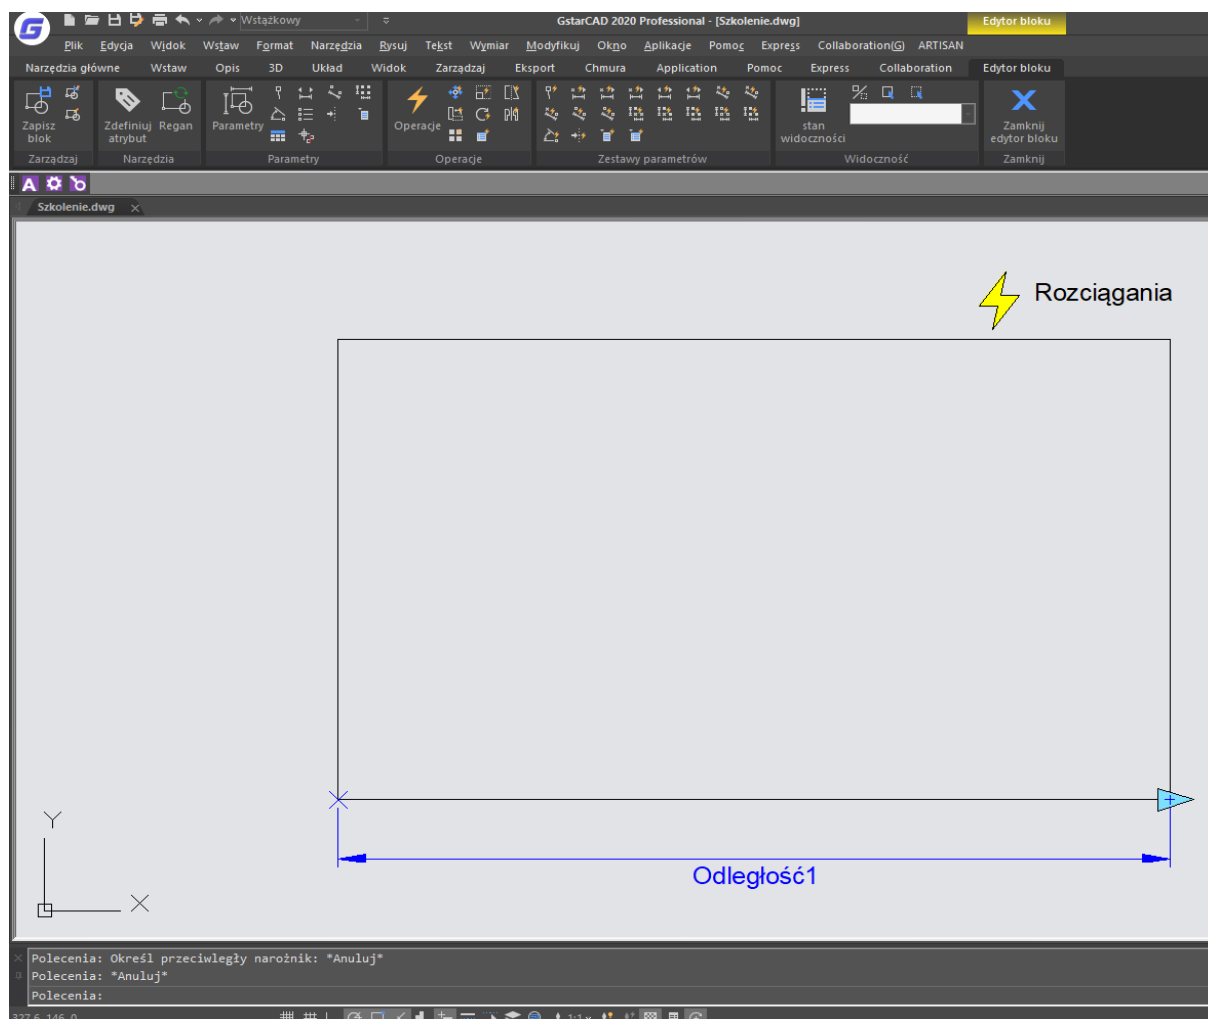 Wstążkowy GstarCAD 2020 Professional - [Szkolenie.dwg] Edytor bloku
Plik Edycja Widok Wstaw Format Narzędzia Rysuj Tekst Wymiar Modyfikuj Okno Aplikacje Pomoc Express Collaboration(G) ARTISAN
Narzędzia główne Wstaw Opis 3D Układ Widok Zarządzaj Eksport Chmura Application Pomoc Express Collaboration Edytor bloku
Zapisz blok
Zdefiniuj atrybut
Regan
Parametry
Operacje
stan widoczności
Zamknij edytor bloku
Zarządzaj Narzędzia Parametry Operacje Zestawy parametrów Widoczność Zamknij
A
Szkolenie.dwg
Rozciągania
Y
X
Odległość1
Polecenia: Określ przeciwległy narożnik: *Anuluj*
Polecenia: *Anuluj*
Polecenia: